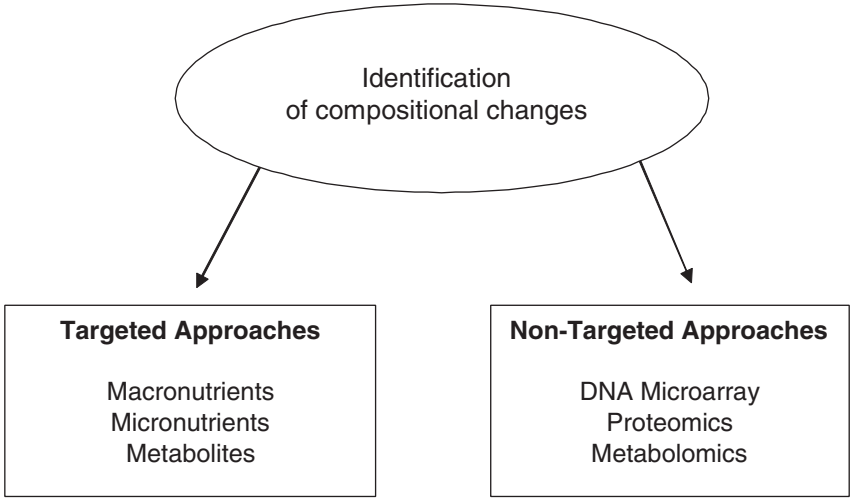 Identification
of compositional changes
Targeted Approaches
Macronutrients
Micronutrients
Metabolites
Non-Targeted Approaches
DNA Microarray
Proteomics
Metabolomics